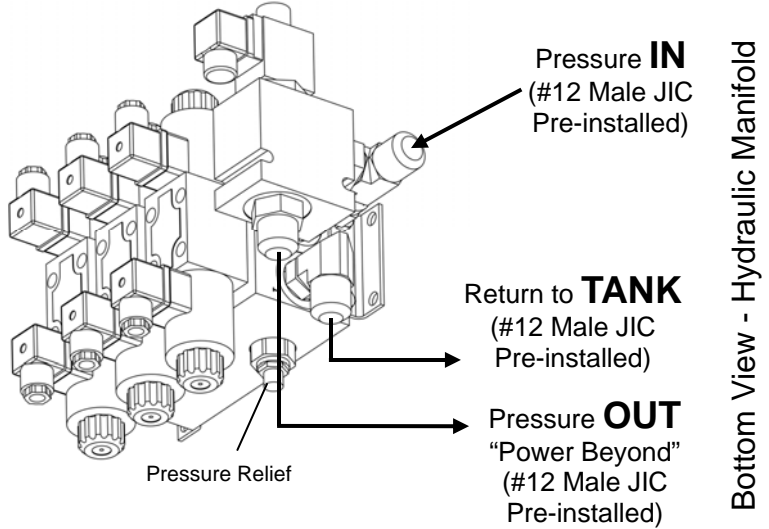 Pressure IN
(#12 Male JIC
Pre-installed)
Return to TANK
(#12 Male JIC
Pre-installed)
Pressure OUT
“Power Beyond”
(#12 Male JIC
Pre-installed)
Pressure Relief
Bottom View - Hydraulic Manifold